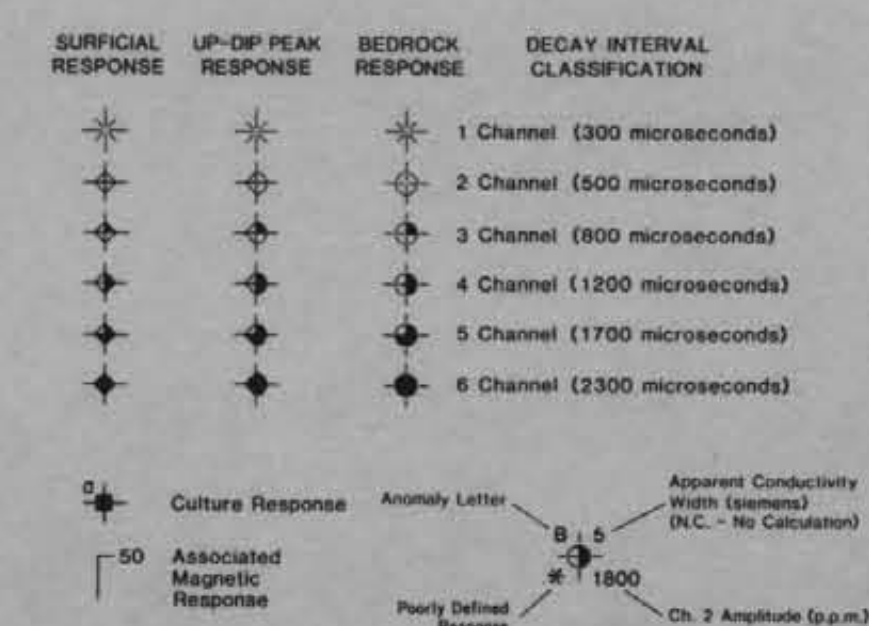 SURFICIAL RESPONSE
UP-DIP PEAK RESPONSE
BEDROCK RESPONSE
DECAY INTERVAL CLASSIFICATION
1 Channel (300 microseconds)
2 Channel (500 microseconds)
3 Channel (800 microseconds)
4 Channel (1200 microseconds)
5 Channel (1700 microseconds)
6 Channel (2300 microseconds)
a
Culture Response
50
Associated
Magnetic
Response
Anomaly Letter
Apparent Conductivity
Width (siemens)
(N.C. - No Calculation)
B 5
* 1800
Poorly Defined
Response
Ch. 2 Amplitude (p.p.m.)